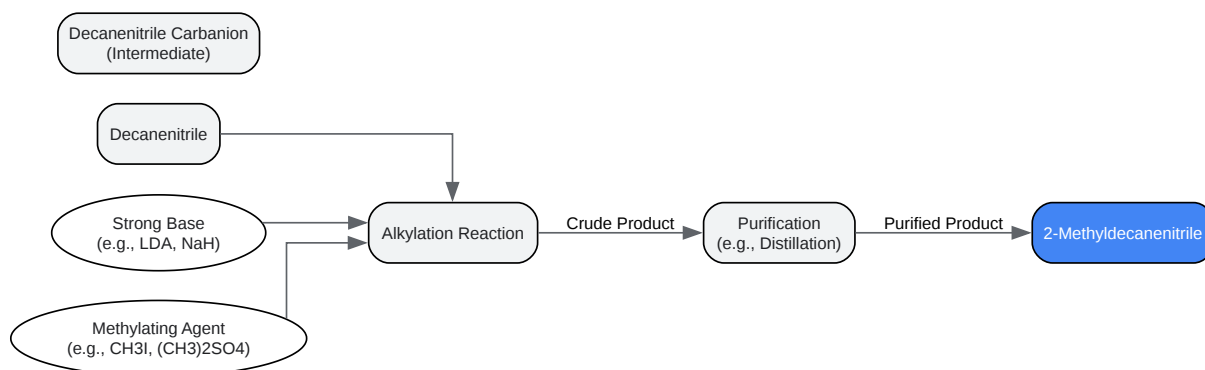 Decanenitrile Carbanion
(Intermediate)
Decanenitrile
Strong Base
(e.g., LDA, NaH)
Methylating Agent
(e.g., CH3I, (CH3)2SO4)
Alkylation Reaction
Crude Product
Purification
(e.g., Distillation)
Purified Product
2-Methyldecanenitrile